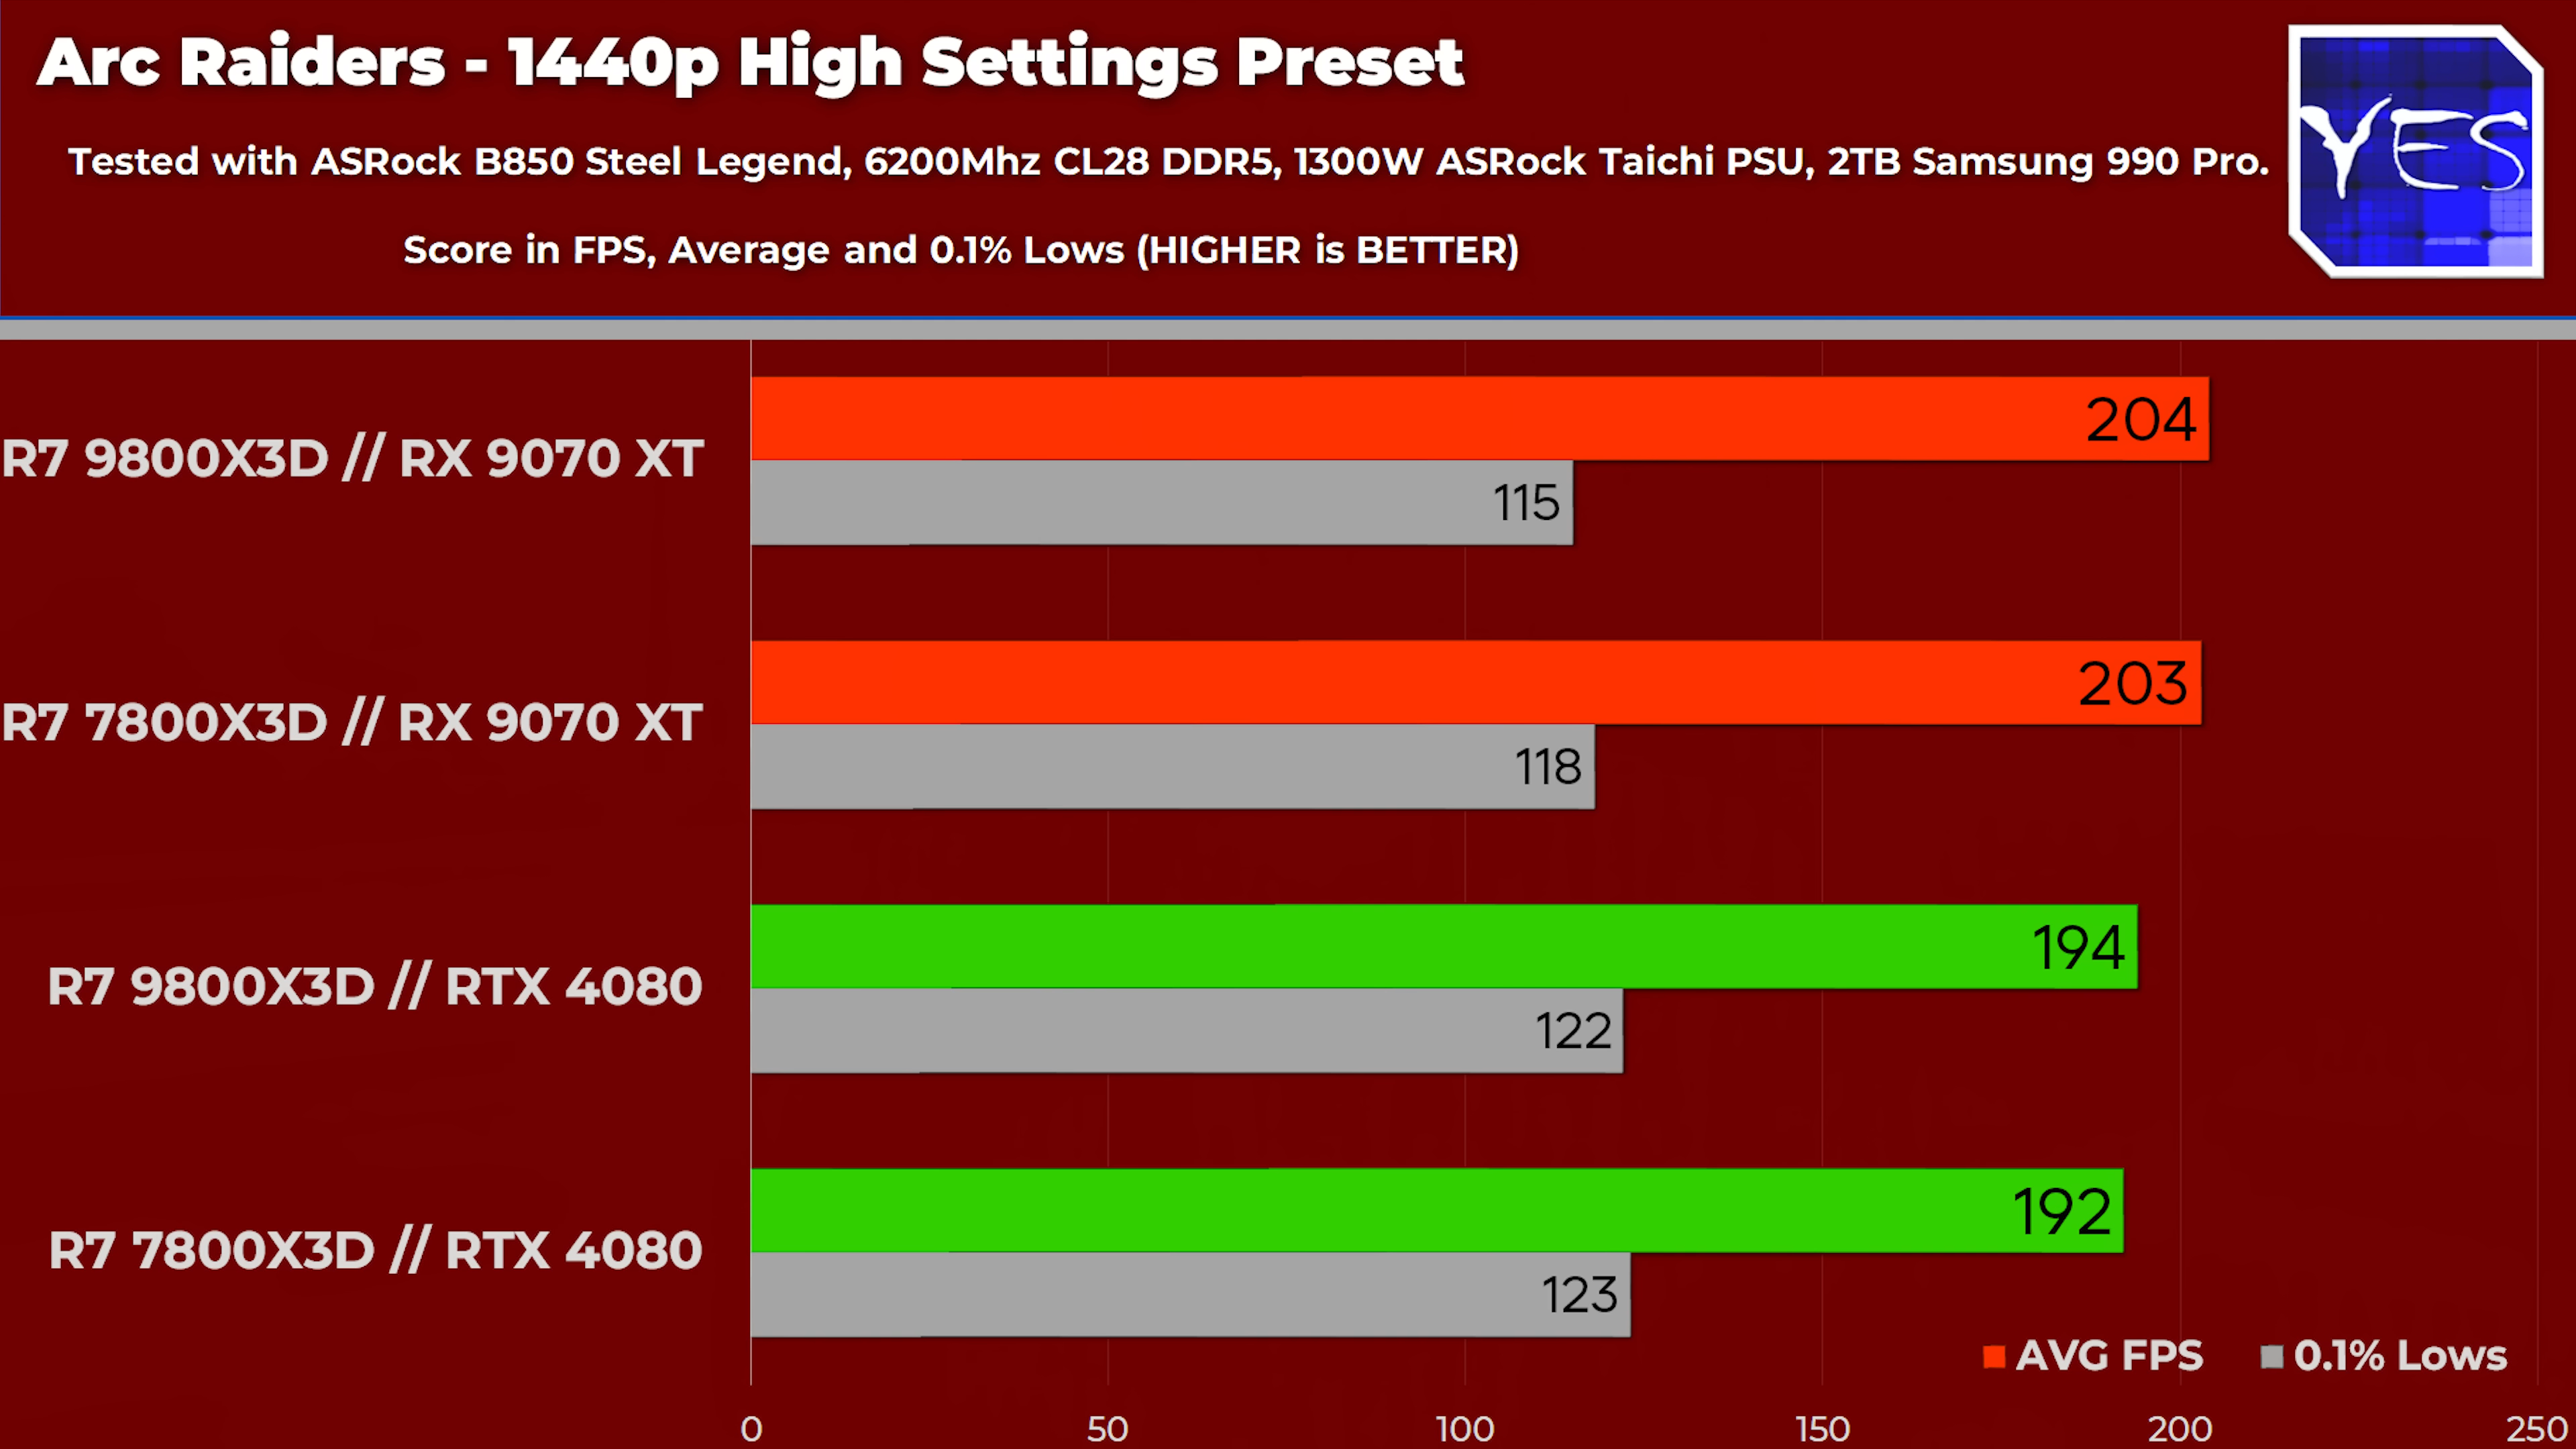 Arc Raiders - 1440p High Settings Preset
YES
Tested with ASRock B850 Steel Legend, 6200Mhz CL28 DDR5, 1300W ASRock Taichi PSU, 2TB Samsung 990 Pro.
Score in FPS, Average and 0.1% Lows (HIGHER is BETTER)
204
R7 9800X3D // RX 9070 XT
115
203
R7 7800X3D // RX 9070 XT
118
194
R7 9800X3D // RTX 4080
122
192
R7 7800X3D // RTX 4080
123
AVG FPS 0.1% Lows
0 50 100 150 200 250